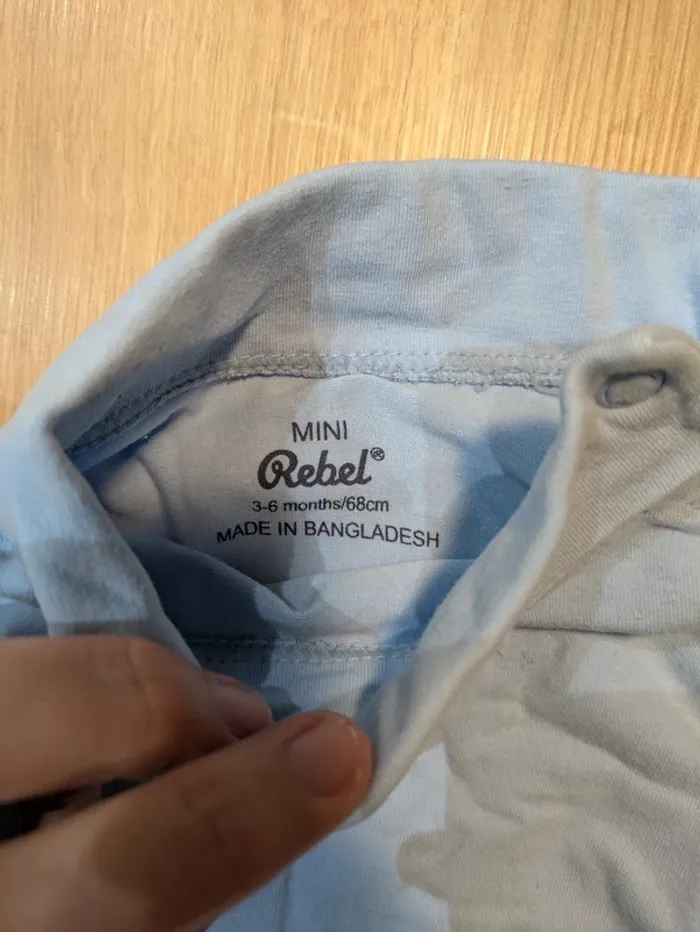 MINI
Rebel®
3-6 months/68cm
MADE IN BANGLADESH